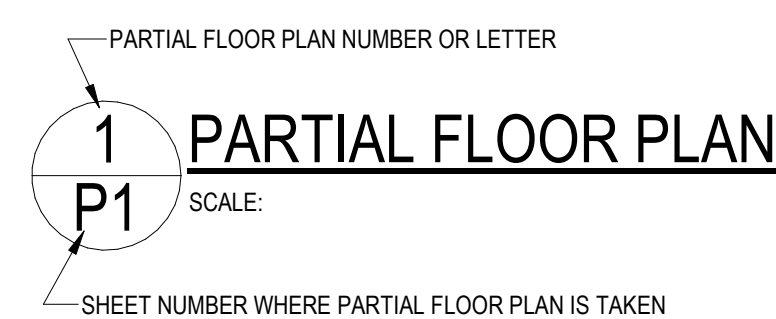 PARTIAL FLOOR PLAN NUMBER OR LETTER
1
PARTIAL FLOOR PLAN
P1
SCALE:
SHEET NUMBER WHERE PARTIAL FLOOR PLAN IS TAKEN